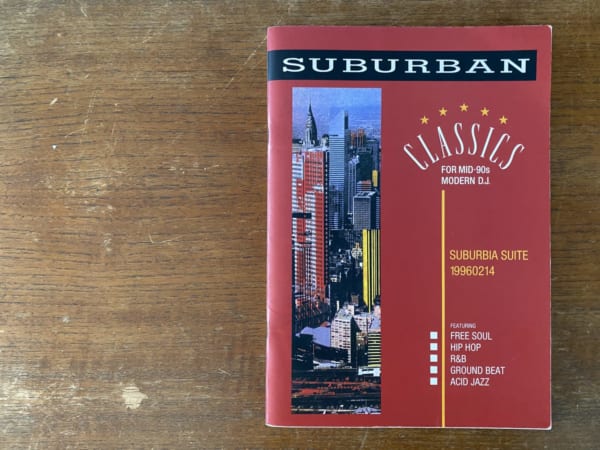 SUBURBAN
CLASSICS
FOR MID-90s
MODERN D.J.
SUBURBIA SUITE
19960214
FEATURING
FREE SOUL
HIP HOP
R&B
GROUND BEAT
ACID JAZZ